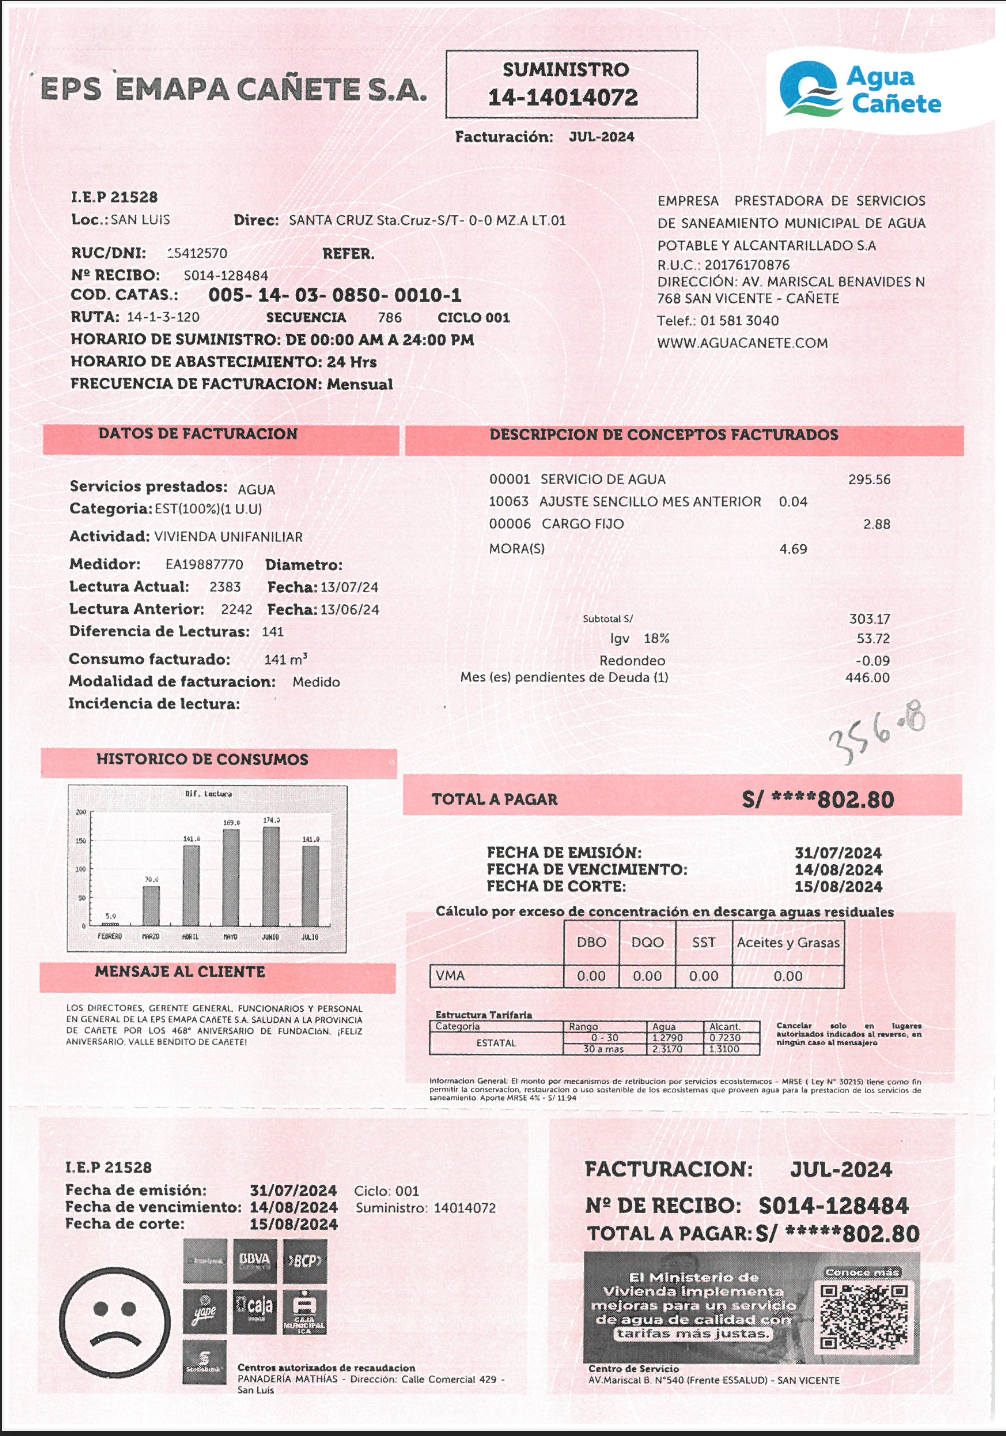 EPS EMAPA CAÑETE S.A.
SUMINISTRO
14-14014072
Agua
Cañete
Facturación: JUL-2024
I.E.P 21528
Loc.: SAN LUIS Direc: SANTA CRUZ Sta.Cruz-S/T- 0-0 MZ.A LT.01
RUC/DNI: 15412570 REFER.
Nº RECIBO: S014-128484
COD. CATAS.: 005- 14- 03- 0850- 0010-1
RUTA: 14-1-3-120 SECUENCIA 786 CICLO 001
HORARIO DE SUMINISTRO: DE 00:00 AM A 24:00 PM
HORARIO DE ABASTECIMIENTO: 24 Hrs
FRECUENCIA DE FACTURACION: Mensual
EMPRESA PRESTADORA DE SERVICIOS
DE SANEAMIENTO MUNICIPAL DE AGUA
POTABLE Y ALCANTARILLADO S.A
R.U.C.: 20176170876
DIRECCIÓN: AV. MARISCAL BENAVIDES N
768 SAN VICENTE - CAÑETE
Telef.: 01 581 3040
WWW.AGUACANETE.COM
DATOS DE FACTURACION
Servicios prestados: AGUA
Categoria: EST(100%)(1 U.U)
Actividad: VIVIENDA UNIFANILIAR
Medidor: EA19887770 Diametro:
Lectura Actual: 2383 Fecha: 13/07/24
Lectura Anterior: 2242 Fecha: 13/06/24
Diferencia de Lecturas: 141
Consumo facturado: 141 m³
Modalidad de facturacion: Medido
Incidencia de lectura:
DESCRIPCION DE CONCEPTOS FACTURADOS
00001 SERVICIO DE AGUA 295.56
10063 AJUSTE SENCILLO MES ANTERIOR 0.04
00006 CARGO FIJO 2.88
MORA(S) 4.69
Subtotal S/ 303.17
Igv 18% 53.72
Redondeo -0.09
Mes (es) pendientes de Deuda (1) 446.00
356.8
HISTORICO DE CONSUMOS
Dif. Lectura
200
150
100
50
0
5.0
70.0
141.0
169.0
174.0
141.0
FEBRERO MARZO ABRIL MAYO JUNIO JULIO
TOTAL A PAGAR S/ ****802.80
FECHA DE EMISIÓN: 31/07/2024
FECHA DE VENCIMIENTO: 14/08/2024
FECHA DE CORTE: 15/08/2024
Cálculo por exceso de concentración en descarga aguas residuales
DBO DQO SST Aceites y Grasas
VMA 0.00 0.00 0.00 0.00
MENSAJE AL CLIENTE
LOS DIRECTORES, GERENTE GENERAL, FUNCIONARIOS Y PERSONAL
EN GENERAL DE LA EPS EMAPA CAÑETE S.A. SALUDAN A LA PROVINCIA
DE CAÑETE POR LOS 468° ANIVERSARIO DE FUNDACIÓN. ¡FELIZ
ANIVERSARIO, VALLE BENDITO DE CAÑETE!
Estructura Tarifaria
Categoria Rango Agua Alcant.
ESTATAL
0 - 30 1.2790 0.7230
30 a mas 2.3170 1.3100
Cancelar solo en lugares
autorizados indicados al reverso, en
ningún caso al mensajero
Informacion General: El monto por mecanismos de retribucion por servicios ecosistemicos - MRSE ( Ley N° 30215) tiene como fin
permitir la conservacion, restauracion o uso sostenible de los ecosistemas que proveen agua para la prestacion de los servicios de
saneamiento. Aporte MRSE 4% - S/ 11.94
I.E.P 21528
Fecha de emisión: 31/07/2024 Ciclo: 001
Fecha de vencimiento: 14/08/2024 Suministro: 14014072
Fecha de corte: 15/08/2024
BBVA
BCP
yape
caja
CAJA
MUNICIPAL
ICA
Scotiabank
Centros autorizados de recaudacion
PANADERÍA MATHÍAS - Dirección: Calle Comercial 429 -
San Luis
FACTURACION: JUL-2024
Nº DE RECIBO: S014-128484
TOTAL A PAGAR: S/ *****802.80
El Ministerio de
Vivienda implementa
mejoras para un servicio
de agua de calidad con
tarifas más justas.
Conoce más
Centro de Servicio
AV.Mariscal B. N°540 (Frente ESSALUD) - SAN VICENTE